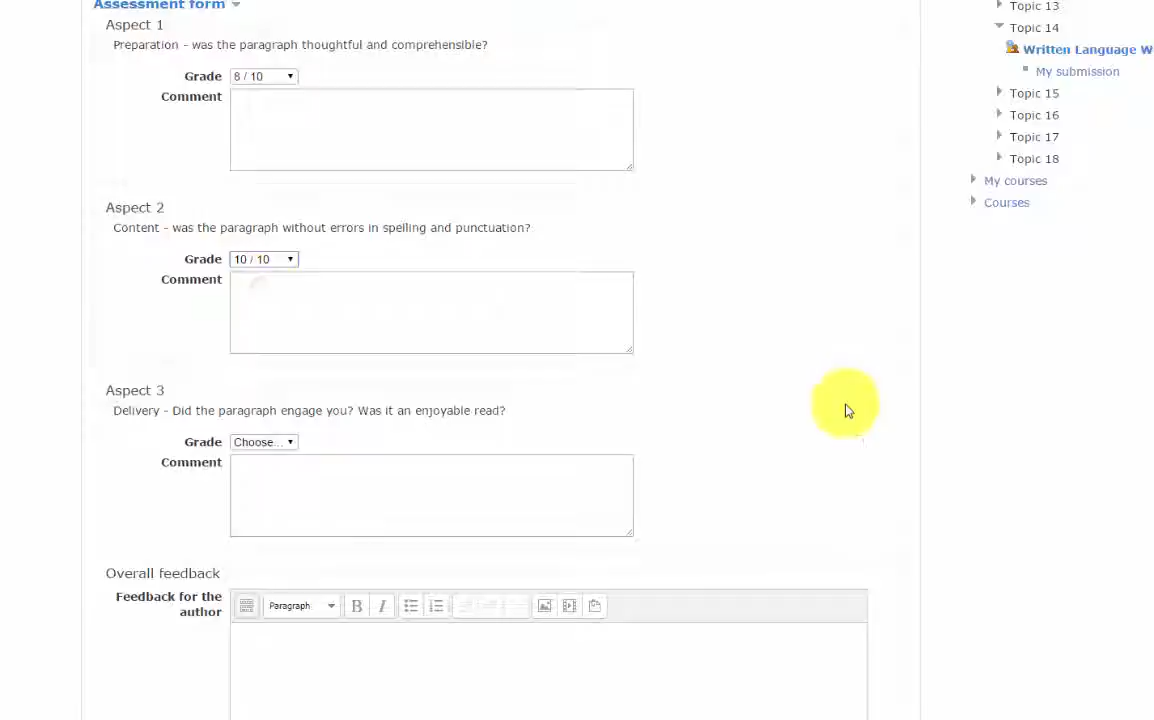 Assessment form
Aspect 1
Preparation - was the paragraph thoughtful and comprehensible?
Grade 8 / 10
Comment
Aspect 2
Content - was the paragraph without errors in spelling and punctuation?
Grade 10 / 10
Comment
Aspect 3
Delivery - Did the paragraph engage you? Was it an enjoyable read?
Grade Choose...
Comment
Overall feedback
Feedback for the
author
Paragraph B I
Topic 13
Topic 14
Written Language W
My submission
Topic 15
Topic 16
Topic 17
Topic 18
My courses
Courses